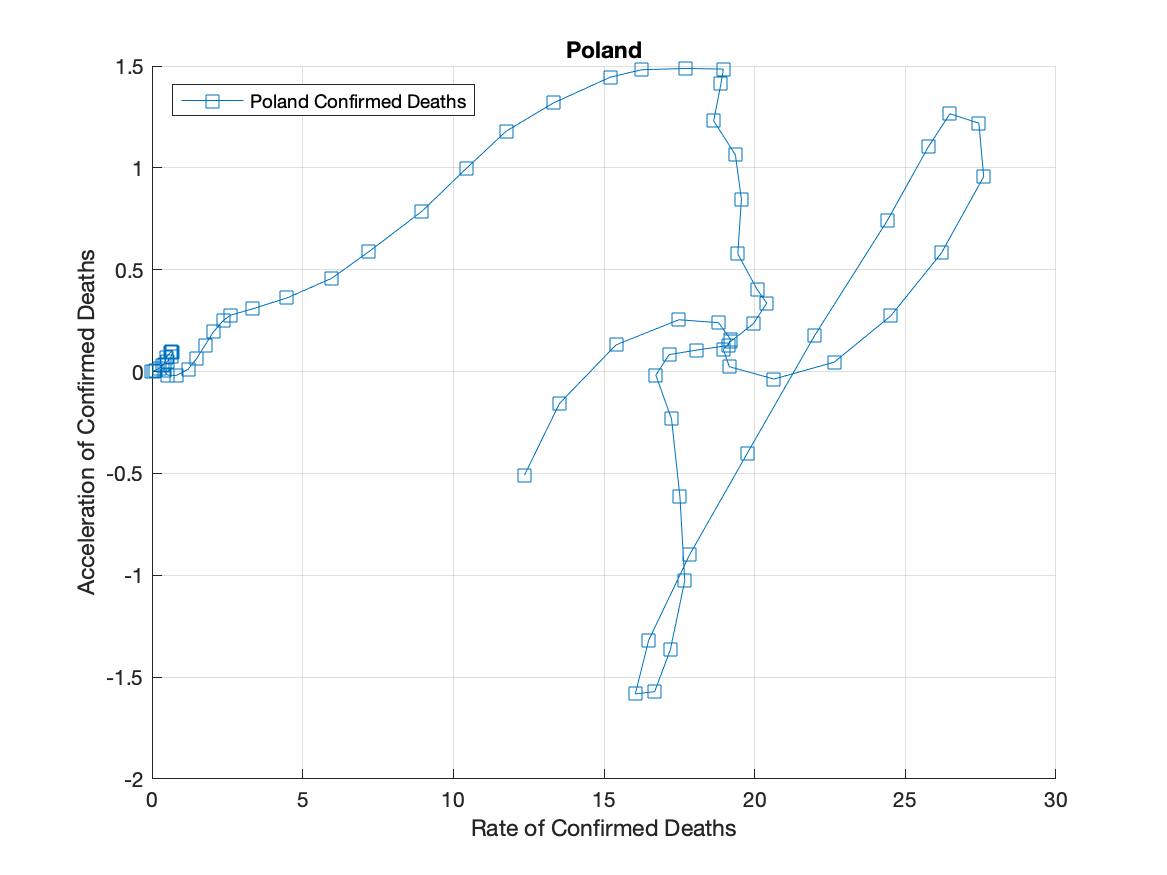 Poland
1.5
Poland Confirmed Deaths
1
0.5
0
-0.5
-1
-1.5
-2
Acceleration of Confirmed Deaths
0 5 10 15 20 25 30
Rate of Confirmed Deaths